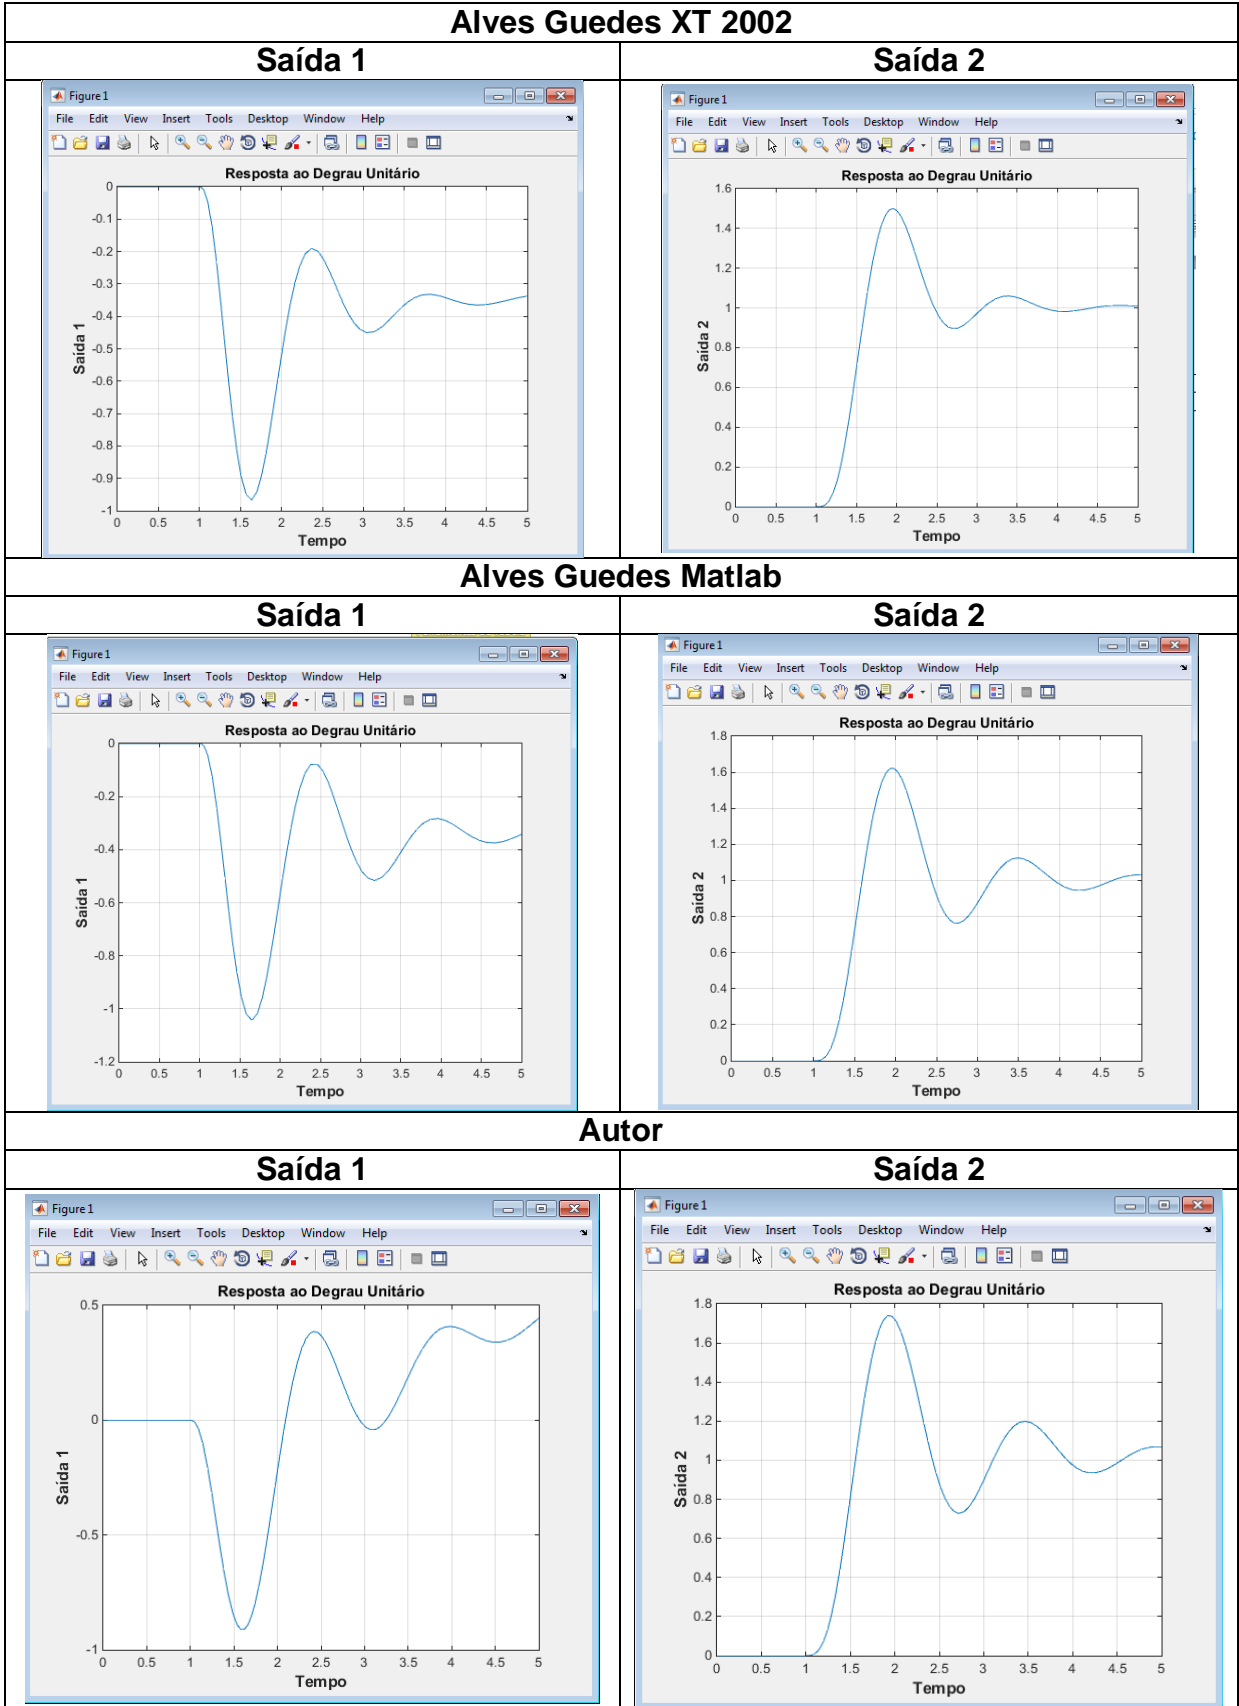 Alves Guedes XT 2002
Saída 1
Saída 2
Figure 1
File Edit View Insert Tools Desktop Window Help
Resposta ao Degrau Unitário
0
-0.1
-0.2
-0.3
-0.4
-0.5
-0.6
-0.7
-0.8
-0.9
-1
Saída 1
0 0.5 1 1.5 2 2.5 3 3.5 4 4.5 5
Tempo
Figure 1
File Edit View Insert Tools Desktop Window Help
Resposta ao Degrau Unitário
1.6
1.4
1.2
1
0.8
0.6
0.4
0.2
0
Saída 2
0 0.5 1 1.5 2 2.5 3 3.5 4 4.5 5
Tempo
Alves Guedes Matlab
Saída 1
Saída 2
Figure 1
File Edit View Insert Tools Desktop Window Help
Resposta ao Degrau Unitário
0
-0.2
-0.4
-0.6
-0.8
-1
-1.2
Saída 1
0 0.5 1 1.5 2 2.5 3 3.5 4 4.5 5
Tempo
Figure 1
File Edit View Insert Tools Desktop Window Help
Resposta ao Degrau Unitário
1.8
1.6
1.4
1.2
1
0.8
0.6
0.4
0.2
0
Saída 2
0 0.5 1 1.5 2 2.5 3 3.5 4 4.5 5
Tempo
Autor
Saída 1
Saída 2
Figure 1
File Edit View Insert Tools Desktop Window Help
Resposta ao Degrau Unitário
0.5
0
-0.5
-1
Saída 1
0 0.5 1 1.5 2 2.5 3 3.5 4 4.5 5
Tempo
Figure 1
File Edit View Insert Tools Desktop Window Help
Resposta ao Degrau Unitário
1.8
1.6
1.4
1.2
1
0.8
0.6
0.4
0.2
0
Saída 2
0 0.5 1 1.5 2 2.5 3 3.5 4 4.5 5
Tempo